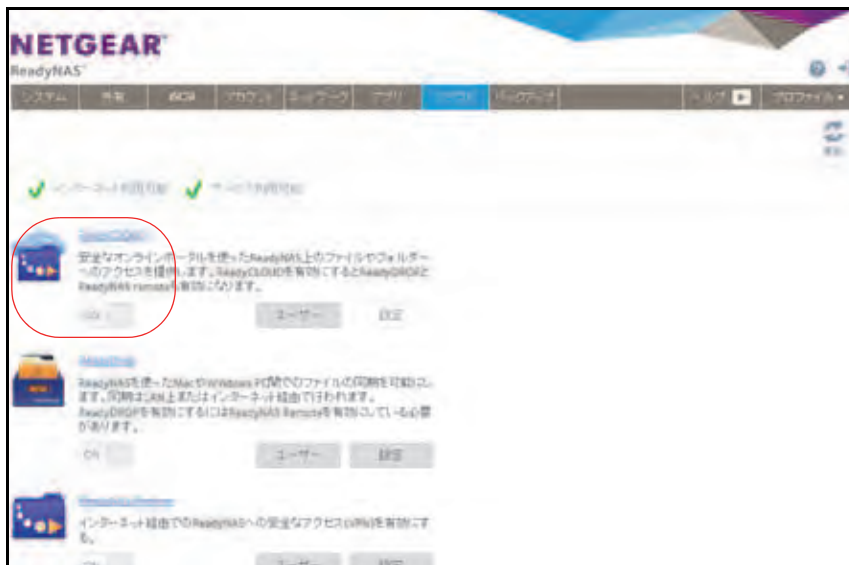 NETGEAR
ReadyNAS
システム 共有 iSCSI アカウント ネットワーク アプリ クラウド バックアップ ヘルプ プロファイル
更新
インターネット利用可能 サービス利用可能
ReadyCLOUD
安全なオンラインポータルを使ったReadyNAS上のファイルやフォルダー
へのアクセスを提供します。ReadyCLOUDを有効にするとReadyDROPと
ReadyNAS remoteも有効になります。
ユーザー 設定
ReadyDROP
ReadyNASを使ったMacやWindows PC間でのファイルの同期を可能にし
ます。同期はLAN上またはインターネット経由で行われます。
ReadyDROPを有効にするにはReadyNAS Remoteを有効にしている必要
があります。
ON ユーザー 設定
ReadyNAS Remote
インターネット経由でのReadyNASへの安全なアクセス(VPN)を有効にす
る。
ON ユーザー 設定